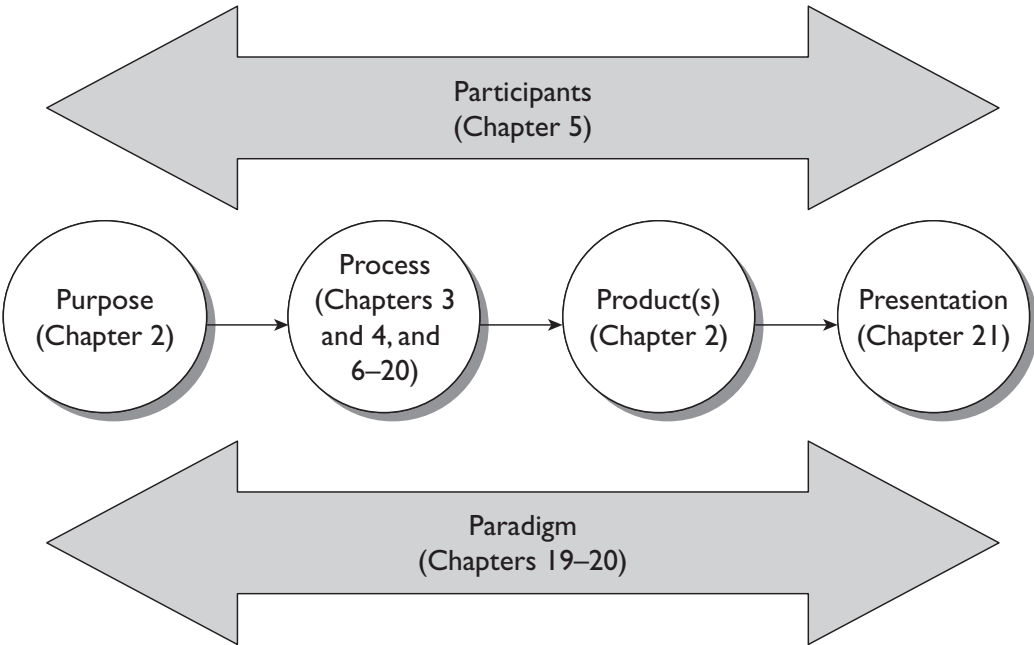 Participants
(Chapter 5)
Purpose
(Chapter 2)
Process
(Chapters 3
and 4, and
6–20)
Product(s)
(Chapter 2)
Presentation
(Chapter 21)
Paradigm
(Chapters 19–20)